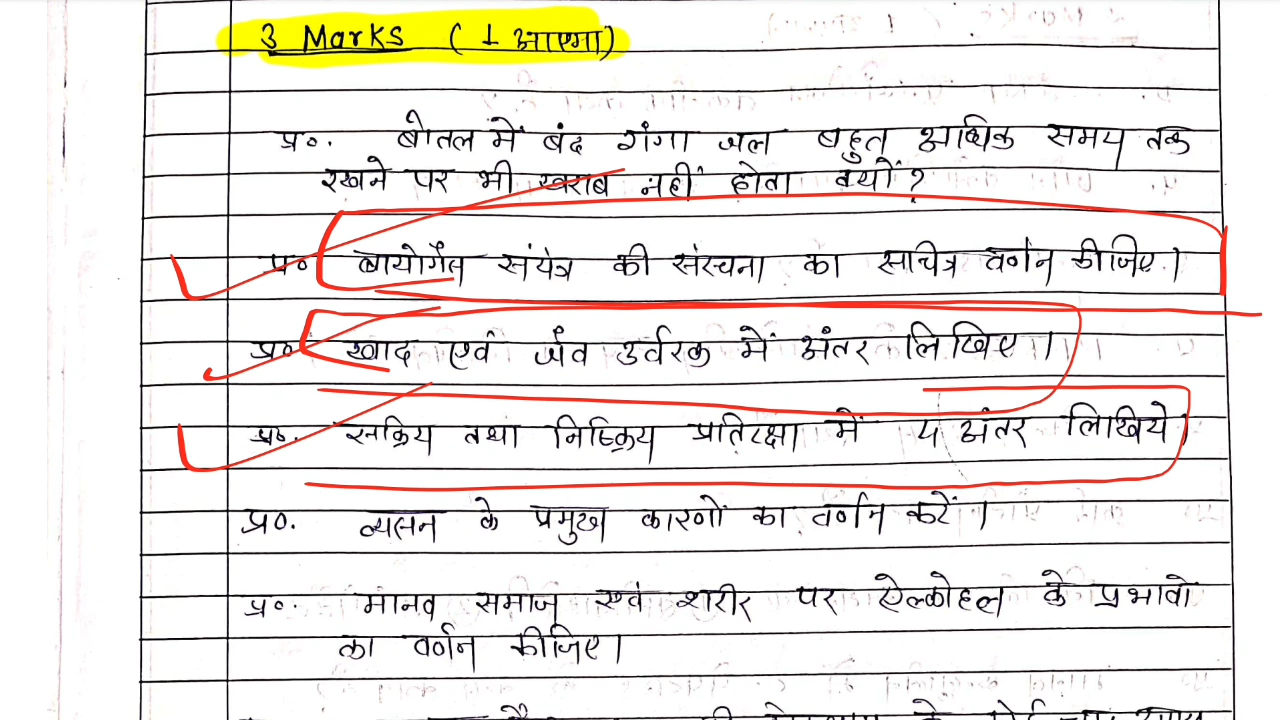 3 Marks ( 1 आएगा)
प्र०. बोतल में बंद गंगा जल बहुत अधिक समय तक
रखने पर भी खराब नहीं होता क्यों?
प्र० बायोगैस संयंत्र की संरचना का सचित्र वर्णन कीजिए।
प्र० खाद एवं जैव उर्वरक में अंतर लिखिए।
प्र०. सक्रिय तथा निष्क्रिय प्रतिरक्षा में 4 अंतर लिखिये।
प्र०. व्यसन के प्रमुख कारणों का वर्णन करें।
प्र०. मानव समाज एवं शरीर पर ऐल्कोहल के प्रभावों
का वर्णन कीजिए।